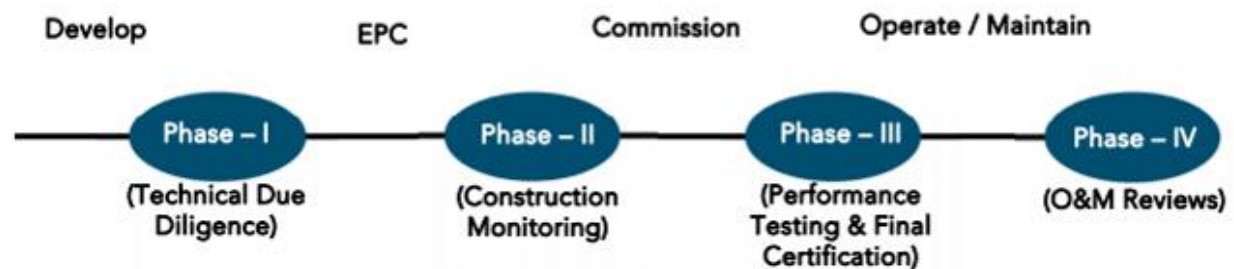 Develop
EPC
Commission
Operate / Maintain
Phase – I
Phase – II
Phase – III
Phase – IV
(Technical Due
Diligence)
(Construction
Monitoring)
(Performance
Testing & Final
Certification)
(O&M Reviews)